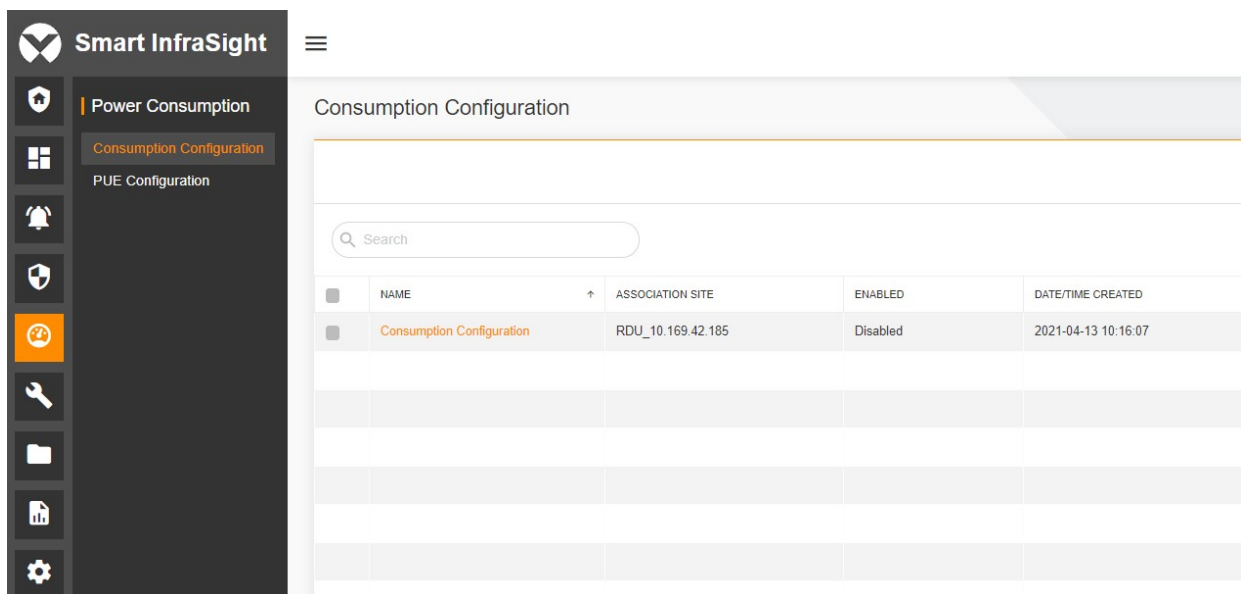 Smart InfraSight
Power Consumption
Consumption Configuration
PUE Configuration
Consumption Configuration
Search
NAME ↑ ASSOCIATION SITE ENABLED DATE/TIME CREATED
Consumption Configuration RDU_10.169.42.185 Disabled 2021-04-13 10:16:07